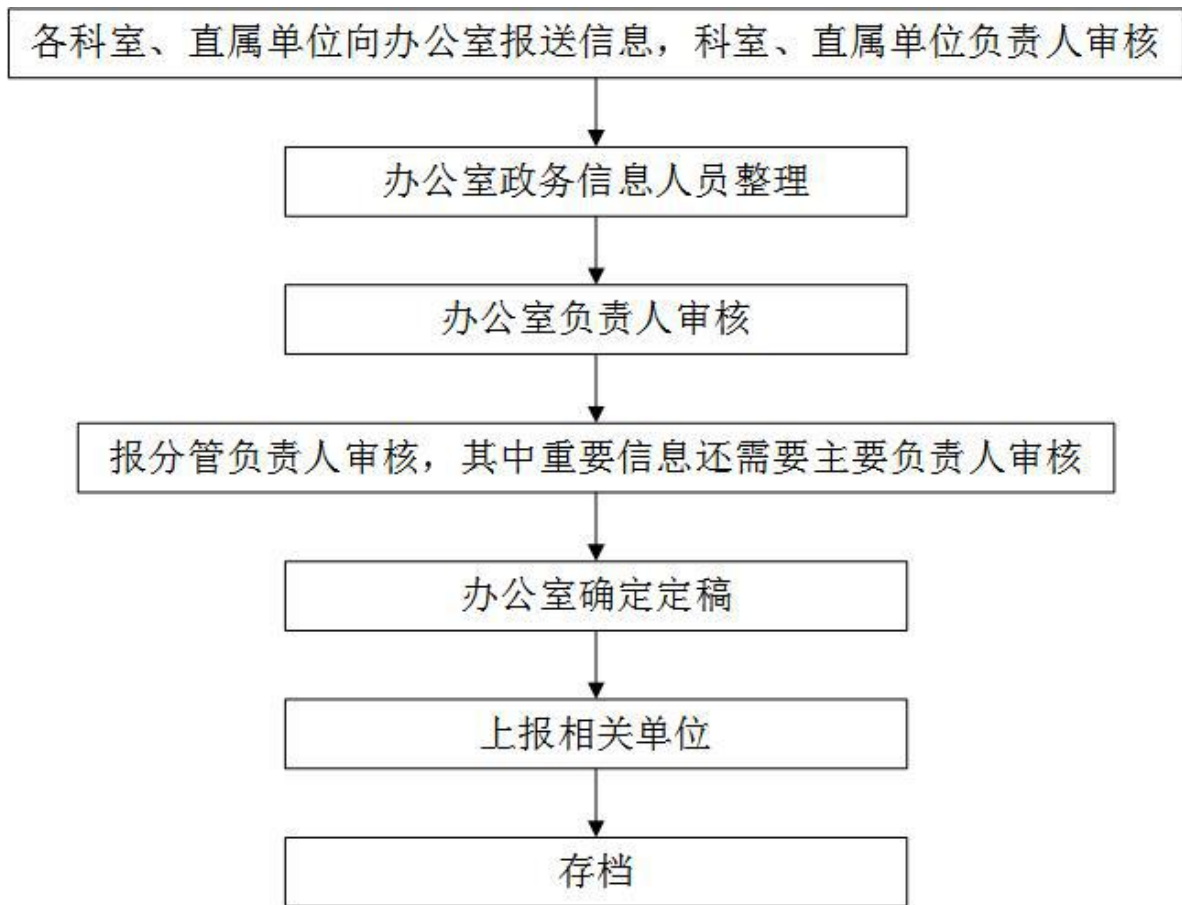 各科室、直属单位向办公室报送信息，科室、直属单位负责人审核
办公室政务信息人员整理
办公室负责人审核
报分管负责人审核，其中重要信息还需要主要负责人审核
办公室确定定稿
上报相关单位
存档